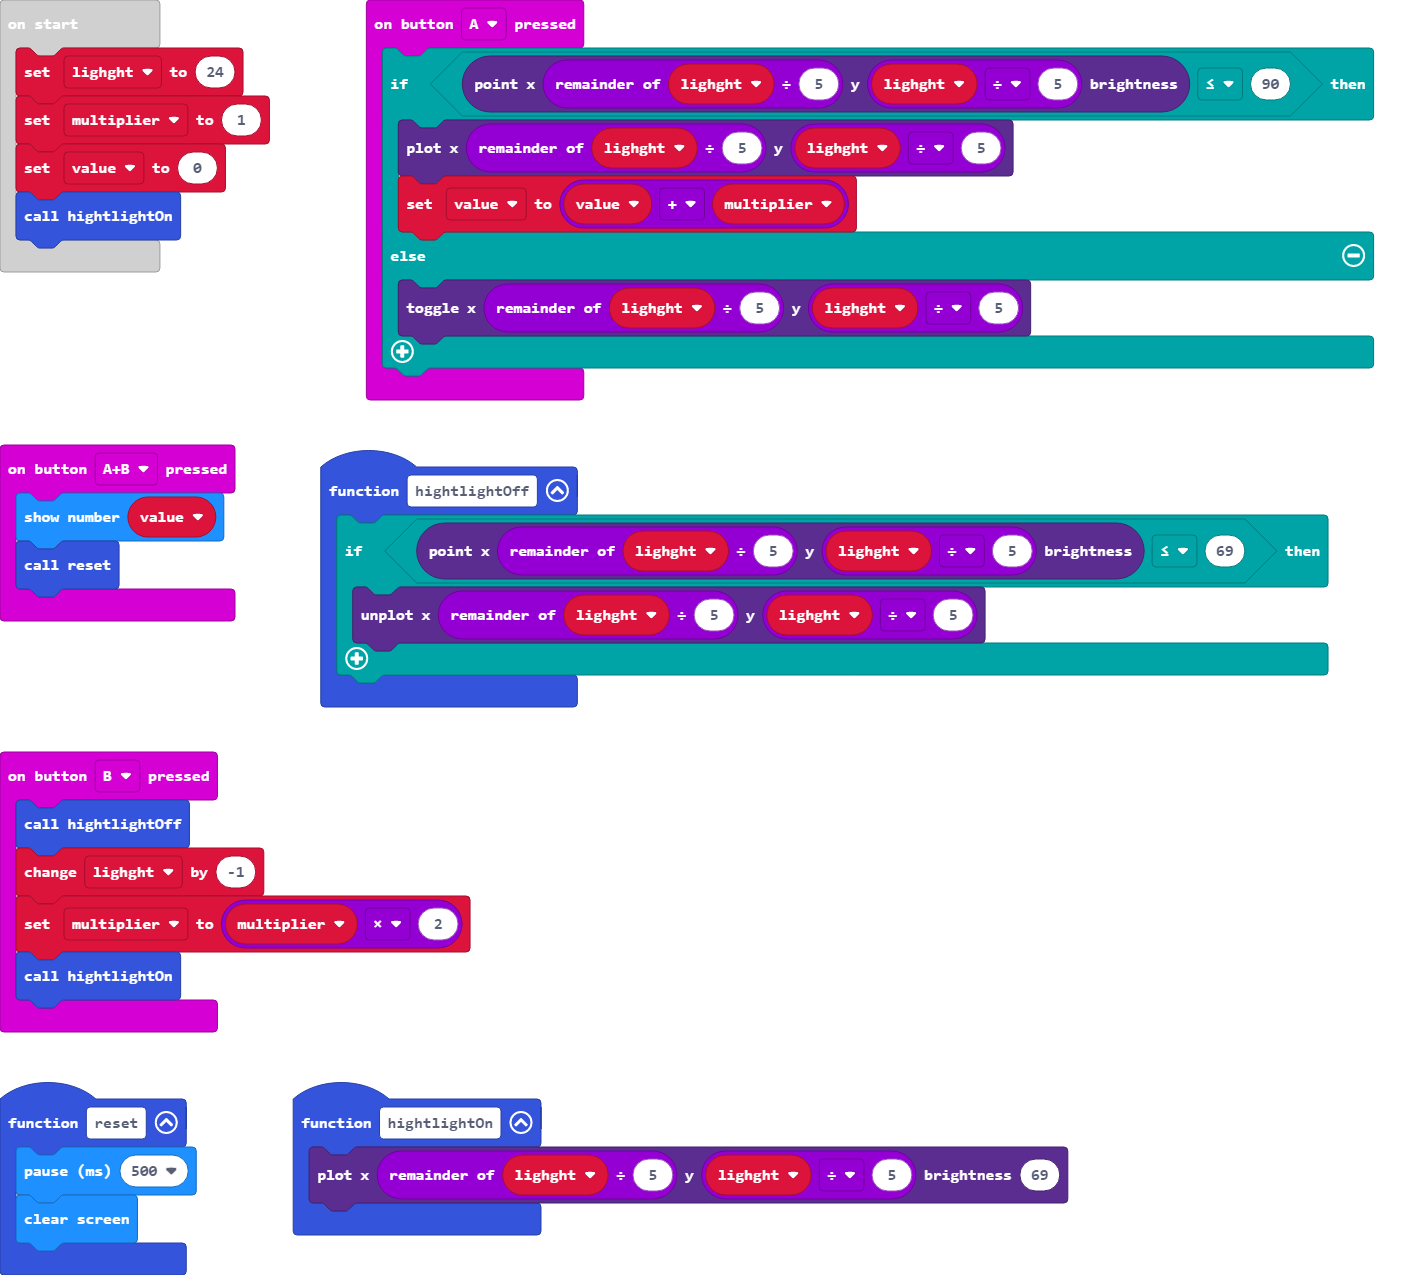 on start
set lighght to 24
set multiplier to 1
set value to 0
call hightlightOn
on button A pressed
if point x remainder of lighght ÷ 5 y lighght ÷ 5 brightness ≤ 90 then
plot x remainder of lighght ÷ 5 y lighght ÷ 5
set value to value + multiplier
else
toggle x remainder of lighght ÷ 5 y lighght ÷ 5
on button A+B pressed
show number value
call reset
function hightlightOff
if point x remainder of lighght ÷ 5 y lighght ÷ 5 brightness ≤ 69 then
unplot x remainder of lighght ÷ 5 y lighght ÷ 5
on button B pressed
call hightlightOff
change lighght by -1
set multiplier to multiplier × 2
call hightlightOn
function reset
pause (ms) 500
clear screen
function hightlightOn
plot x remainder of lighght ÷ 5 y lighght ÷ 5 brightness 69